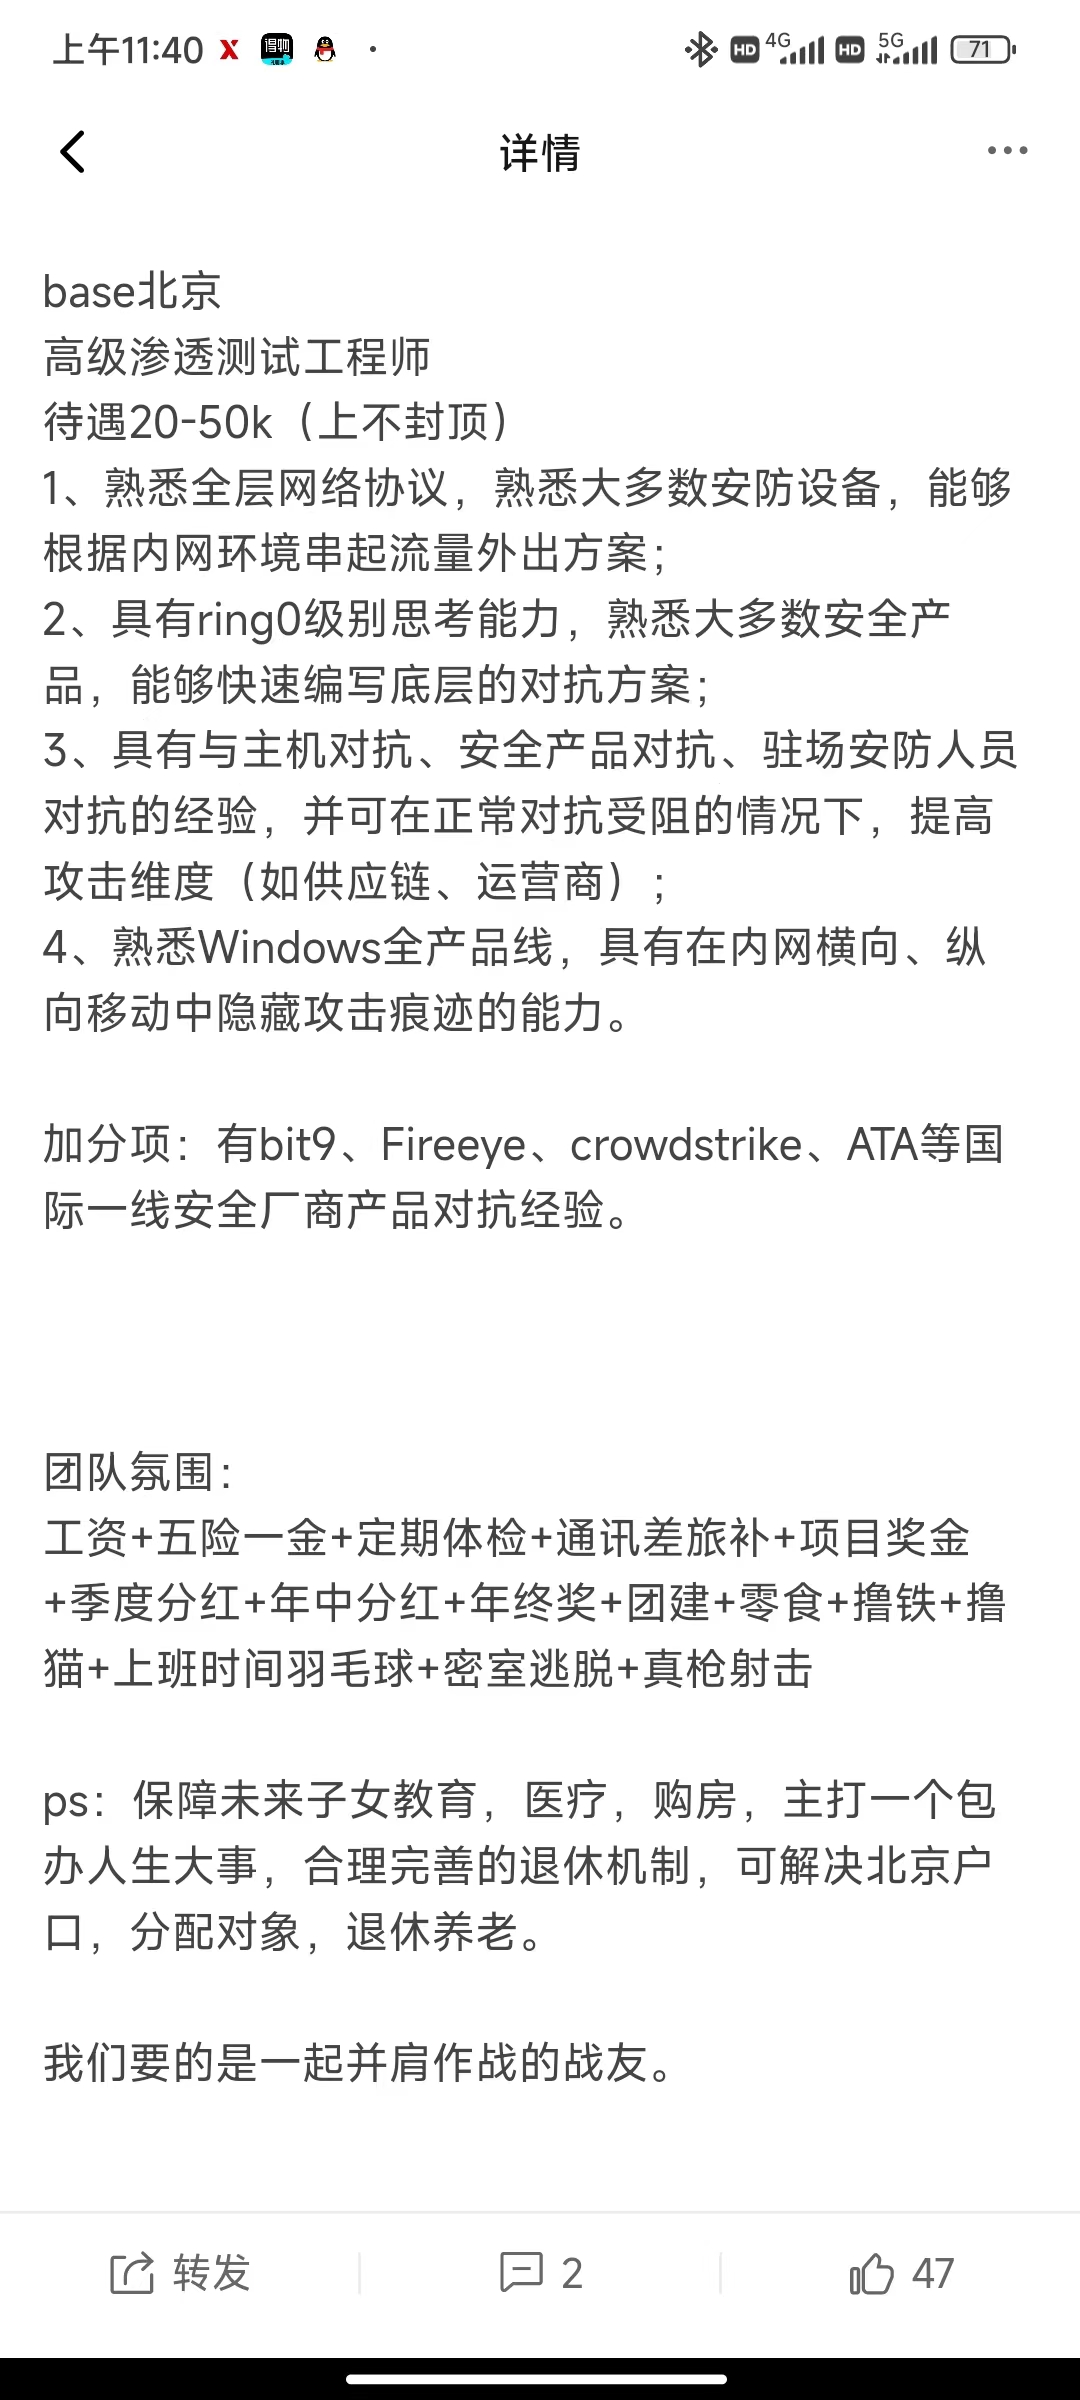 上午11:40
HD 4G HD 5G 71
详情
base北京
高级渗透测试工程师
待遇20-50k（上不封顶）
1、熟悉全层网络协议，熟悉大多数安防设备，能够
根据内网环境串起流量外出方案；
2、具有ring0级别思考能力，熟悉大多数安全产
品，能够快速编写底层的对抗方案；
3、具有与主机对抗、安全产品对抗、驻场安防人员
对抗的经验，并可在正常对抗受阻的情况下，提高
攻击维度（如供应链、运营商）；
4、熟悉Windows全产品线，具有在内网横向、纵
向移动中隐藏攻击痕迹的能力。
加分项：有bit9、Fireeye、crowdstrike、ATA等国
际一线安全厂商产品对抗经验。
团队氛围：
工资+五险一金+定期体检+通讯差旅补+项目奖金
+季度分红+年中分红+年终奖+团建+零食+撸铁+撸
猫+上班时间羽毛球+密室逃脱+真枪射击
ps：保障未来子女教育，医疗，购房，主打一个包
办人生大事，合理完善的退休机制，可解决北京户
口，分配对象，退休养老。
我们要的是一起并肩作战的战友。
转发
2
47